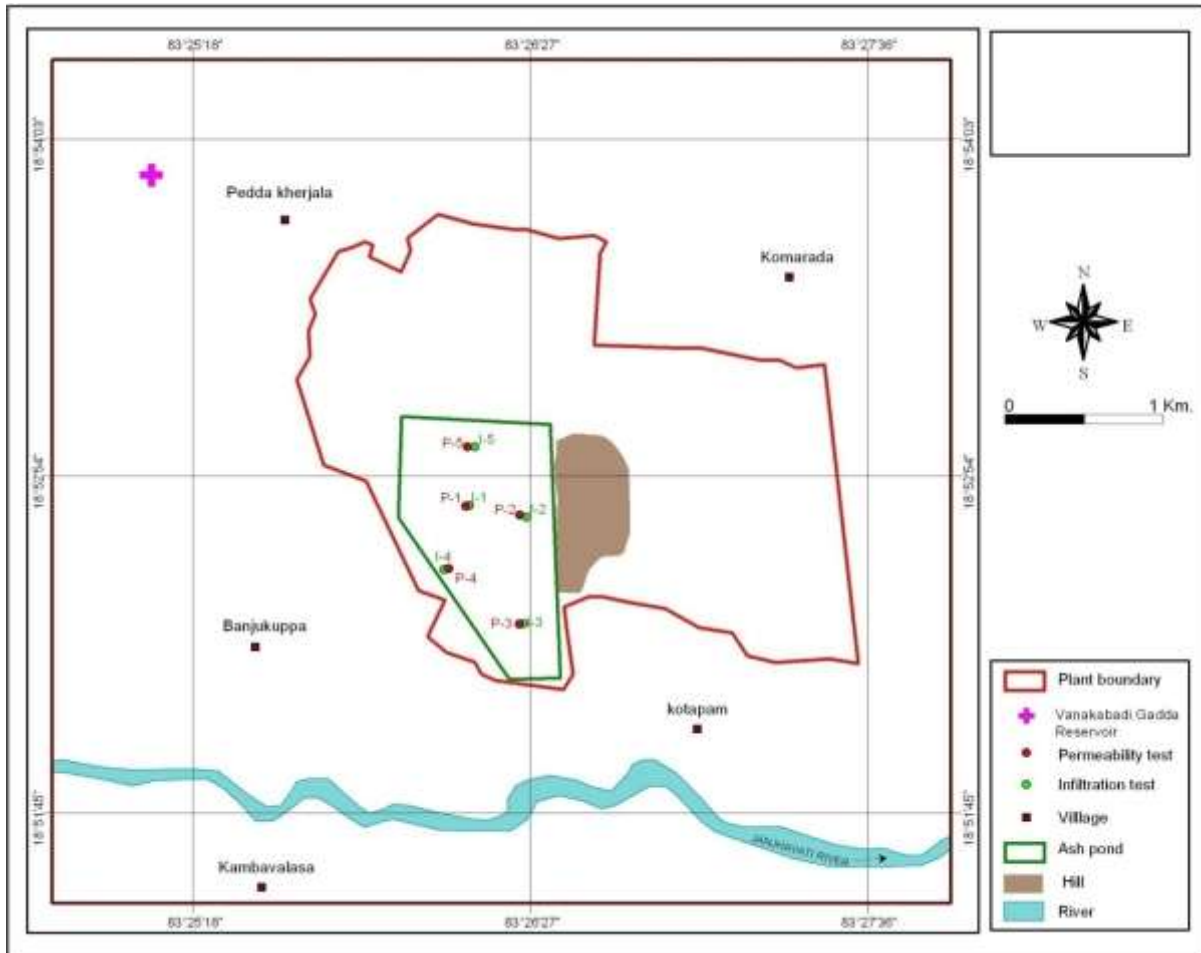 83°25'18" 83°26'27" 83°27'36"
18°54'03" 18°54'03"
Pedda kherjala
Komarada
N
W E
S
0 1 Km.
P-5 I-5
18°52'54" 18°52'54"
P-1 I-1
P-2 I-2
I-4
P-4
P-3 I-3
Banjukuppa
kotapam
18°51'45" 18°51'45"
JANJHAVATI RIVER
Kambavalasa
83°25'18" 83°26'27" 83°27'36"
Plant boundary
Vanakabadi Gadda
Reservoir
Permeability test
Infiltration test
Villlage
Ash pond
Hill
River